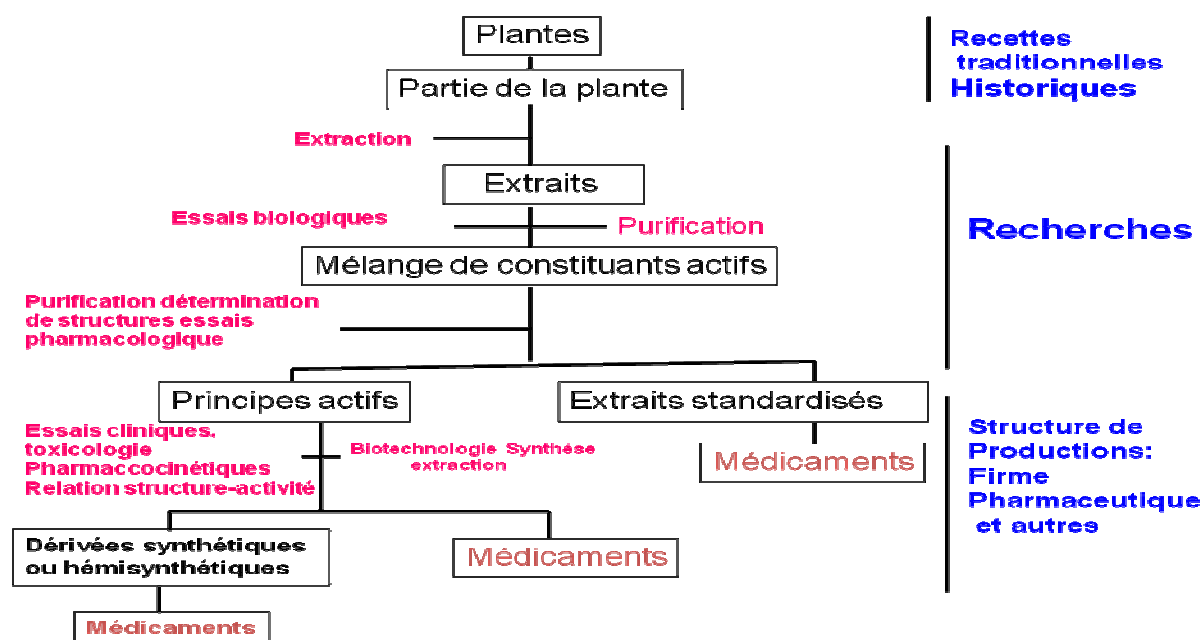 Plantes
Recettes
traditionnelles
Historiques
Partie de la plante
Extraction
Extraits
Essais biologiques
Purification
Recherches
Mélange de constituants actifs
Purification détermination
de structures essais
pharmacologique
Principes actifs
Extraits standardisés
Essais cliniques,
toxicologie
Pharmaccocinétiques
Relation structure-activité
Biotechnologie Synthèse
extraction
Médicaments
Structure de
Productions:
Firme
Pharmaceutique
et autres
Dérivées synthétiques
ou hémisynthétiques
Médicaments
Médicaments